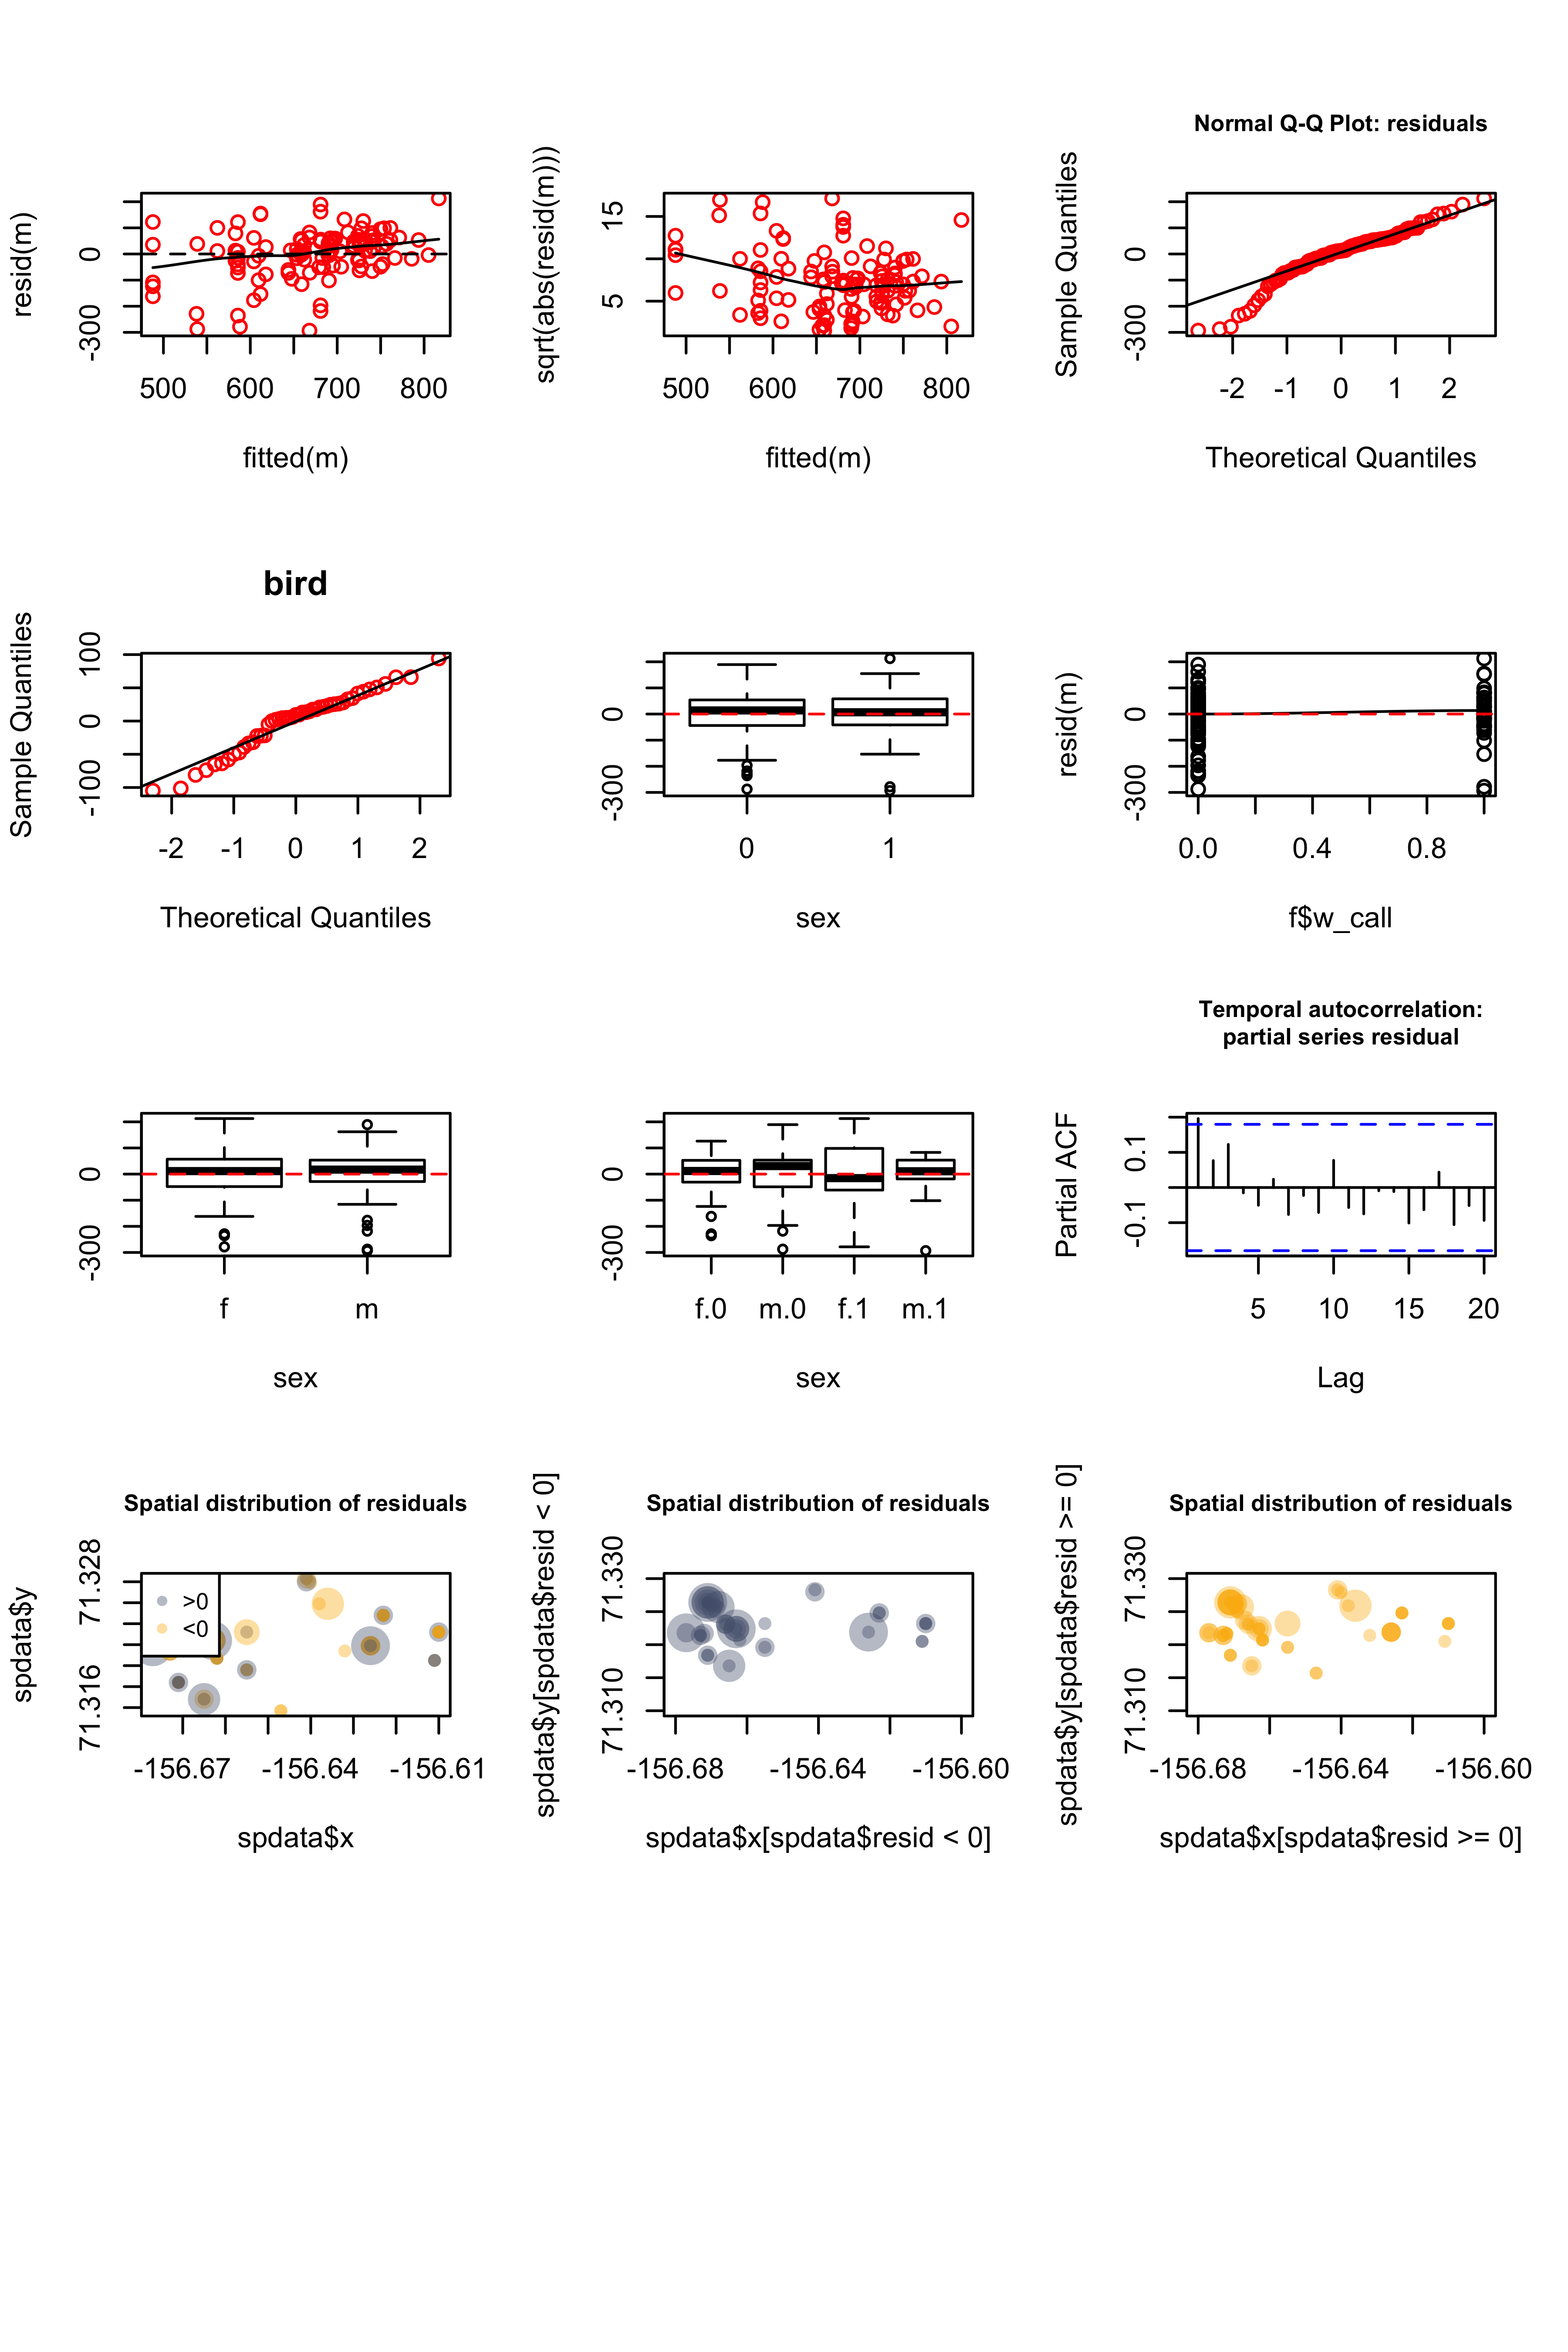 resid(m)
0
-300
500 600 700 800
fitted(m)
sqrt(abs(resid(m)))
15
5
500 600 700 800
fitted(m)
Normal Q-Q Plot: residuals
Sample Quantiles
0
-300
-2 -1 0 1 2
Theoretical Quantiles
bird
Sample Quantiles
100
0
-100
-2 -1 0 1 2
Theoretical Quantiles
0
-300
0 1
sex
resid(m)
0
-300
0.0 0.4 0.8
f$w_call
0
-300
f m
sex
0
-300
f.0 m.0 f.1 m.1
sex
Temporal autocorrelation:
partial series residual
Partial ACF
0.1
-0.1
5 10 15 20
Lag
Spatial distribution of residuals
spdata$y
71.328
71.316
>0
<0
-156.67 -156.64 -156.61
spdata$x
Spatial distribution of residuals
spdata$y[spdata$resid < 0]
71.330
71.310
-156.68 -156.64 -156.60
spdata$x[spdata$resid < 0]
Spatial distribution of residuals
spdata$y[spdata$resid >= 0]
71.330
71.310
-156.68 -156.64 -156.60
spdata$x[spdata$resid >= 0]